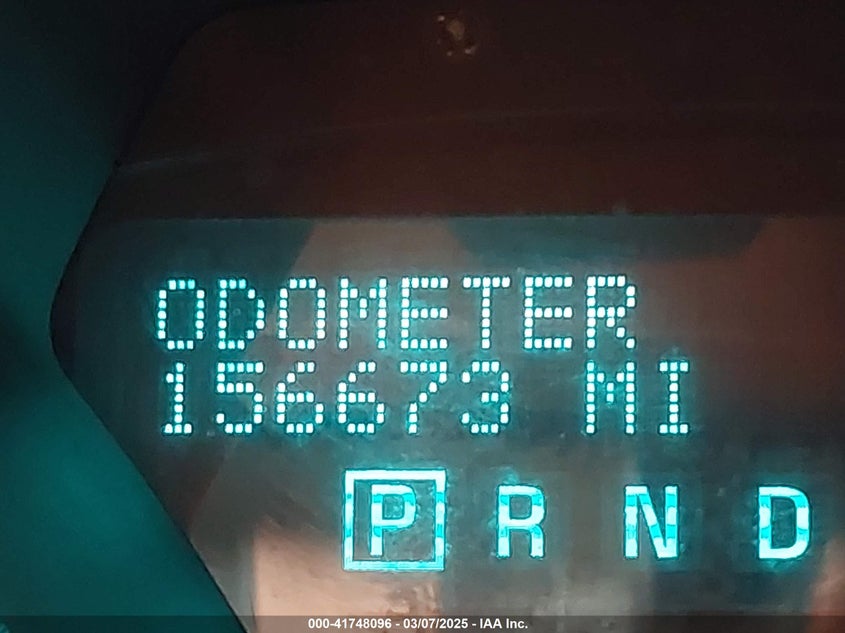 ODOMETER
156673 MI
P R N D
000-41748096 - 03/07/2025 - IAA Inc.